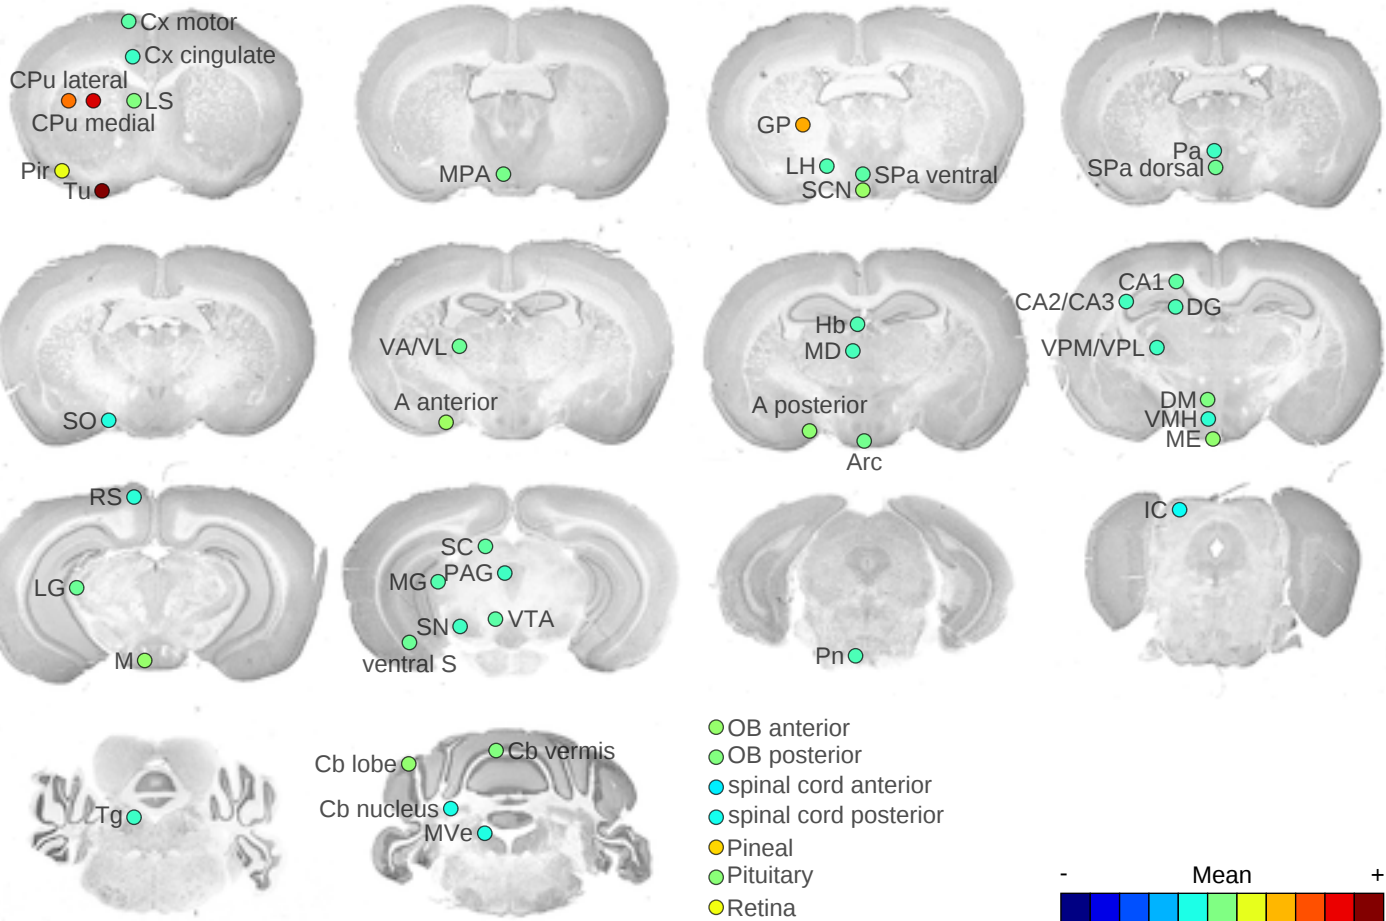 Cx motor
Cx cingulate
CPu lateral
LS
CPu medial
Pir
Tu
MPA
GP
LH
SPa ventral
SCN
Pa
SPa dorsal
SO
VA/VL
A anterior
Hb
MD
A posterior
Arc
CA1
CA2/CA3
DG
VPM/VPL
DM
VMH
ME
RS
LG
M
SC
MG
PAG
SN
VTA
ventral S
Pn
IC
Tg
Cb lobe
Cb vermis
Cb nucleus
MVe
OB anterior
OB posterior
spinal cord anterior
spinal cord posterior
Pineal
Pituitary
Retina
- Mean +